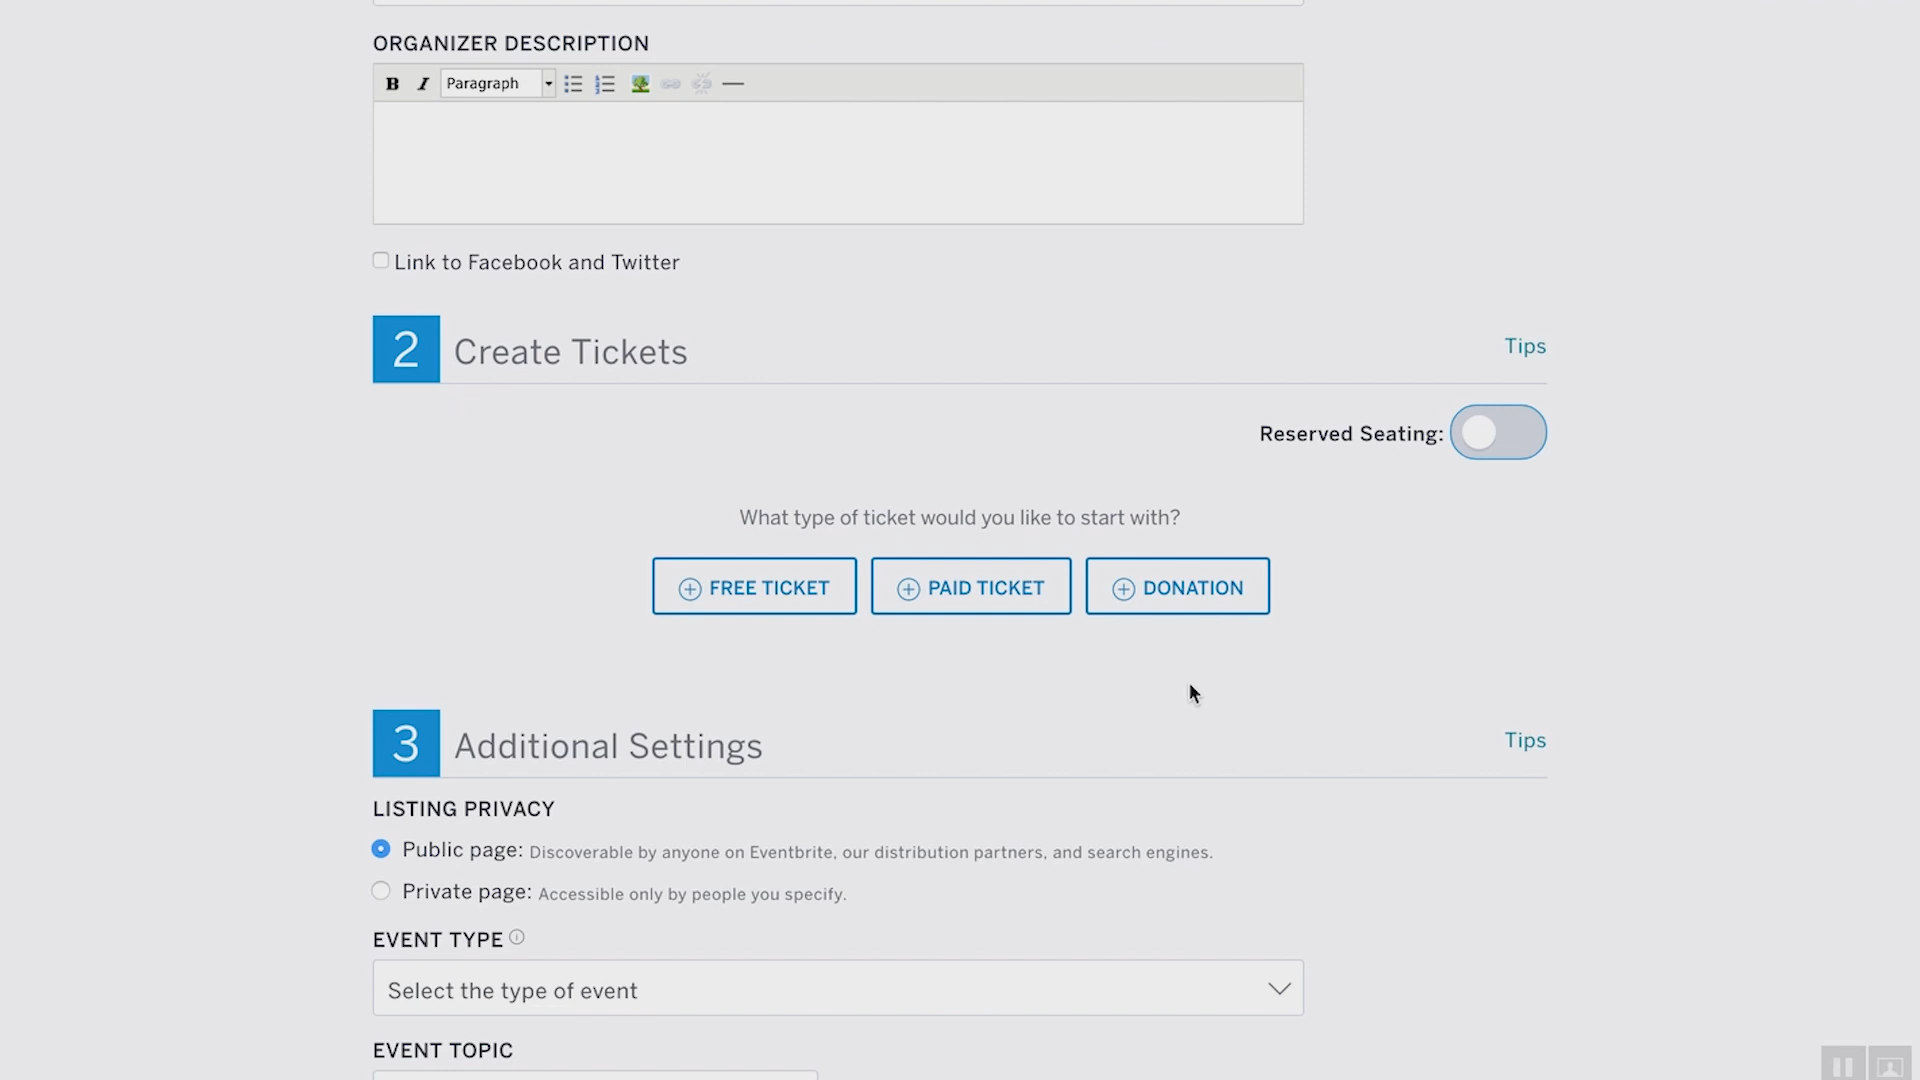 ORGANIZER DESCRIPTION
B I Paragraph
Link to Facebook and Twitter
2 Create Tickets Tips
Reserved Seating:
What type of ticket would you like to start with?
FREE TICKET PAID TICKET DONATION
3 Additional Settings Tips
LISTING PRIVACY
Public page: Discoverable by anyone on Eventbrite, our distribution partners, and search engines.
Private page: Accessible only by people you specify.
EVENT TYPE
Select the type of event
EVENT TOPIC